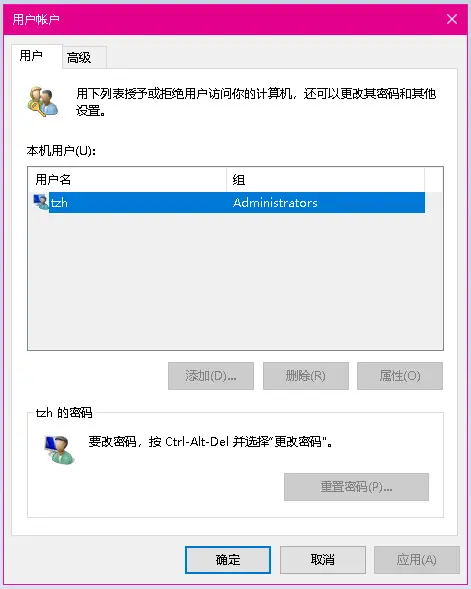 用户帐户
用户
高级
用下列表授予或拒绝用户访问你的计算机，还可以更改其密码和其他
设置。
本机用户(U):
用户名 组
tzh Administrators
添加(D)... 删除(R) 属性(O)
tzh 的密码
要改密码，按 Ctrl-Alt-Del 并选择"更改密码"。
重置密码(P)...
确定 取消 应用(A)